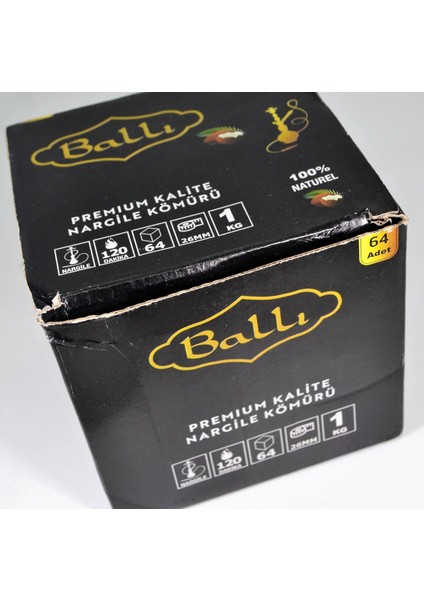 Ballı
100%
NATUREL
PREMIUM KALİTE
NARGİLE KÖMÜRÜ
NARGİLE
120
DAKİKA
64
26MM
1
KG
64
Adet
Ballı
PREMIUM KALİTE
NARGİLE KÖMÜRÜ
NARGİLE
120
DAKİKA
64
26MM
1
KG